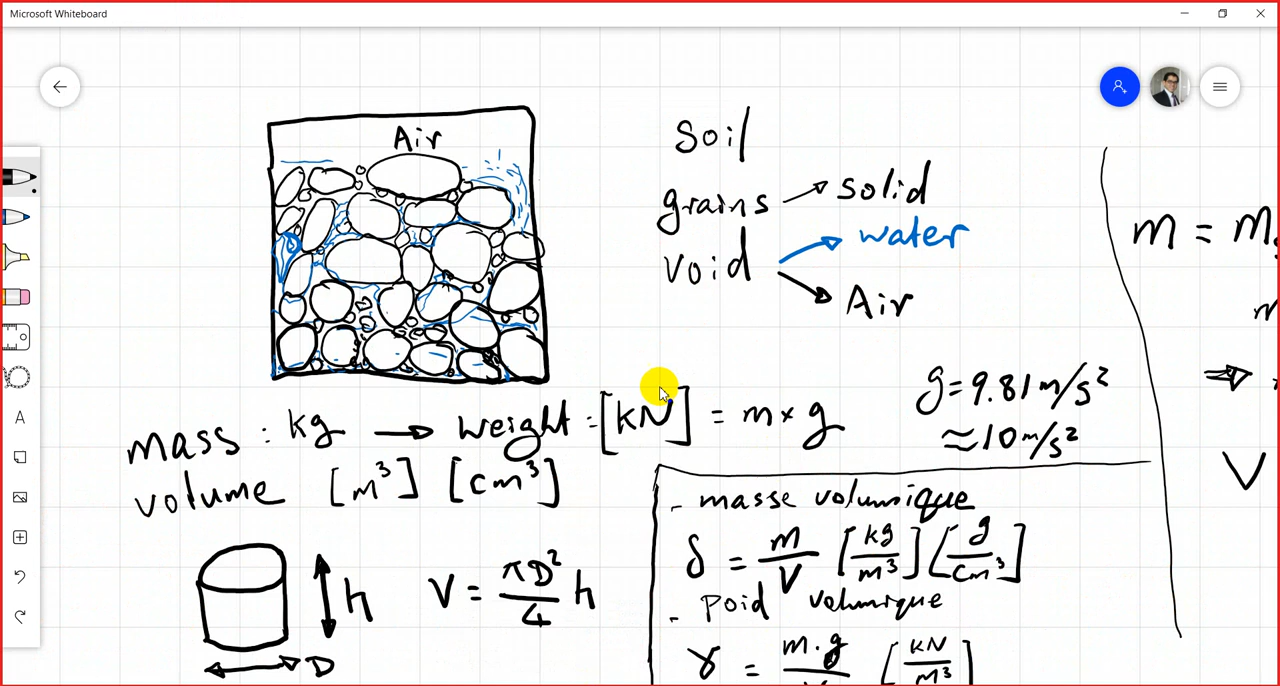 Microsoft Whiteboard
Air
Soil
grains → solid
void → water
→ Air
mass : kg → weight = [kN] = m × g
g = 9.81 m/s²
≈ 10 m/s²
volume [m³] [cm³]
h
D
V = πD²/4 h
- masse volumique
δ = m/V [kg/m³] [g/cm³]
- poid volumique
γ = m.g [kN/m³]
m = m
⇒
V
A